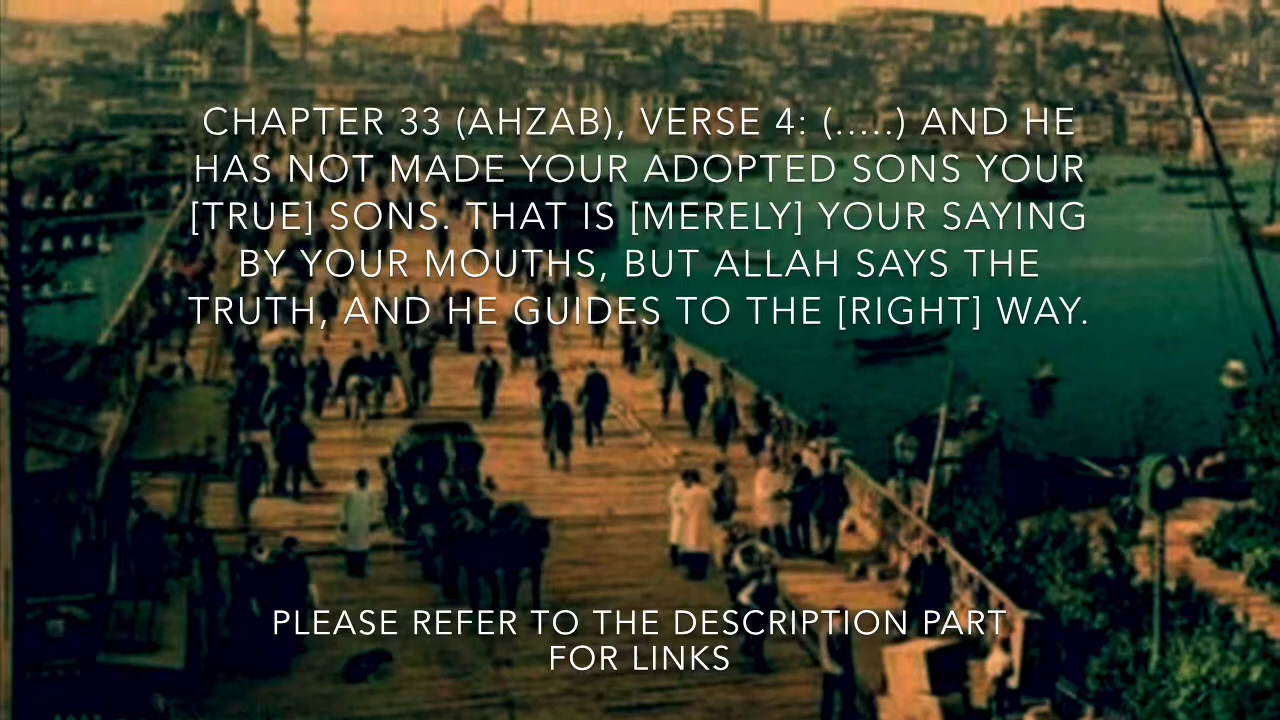 CHAPTER 33 (AHZAB), VERSE 4: (.....) AND HE
HAS NOT MADE YOUR ADOPTED SONS YOUR
[TRUE] SONS. THAT IS [MERELY] YOUR SAYING
BY YOUR MOUTHS, BUT ALLAH SAYS THE
TRUTH, AND HE GUIDES TO THE [RIGHT] WAY.
PLEASE REFER TO THE DESCRIPTION PART
FOR LINKS